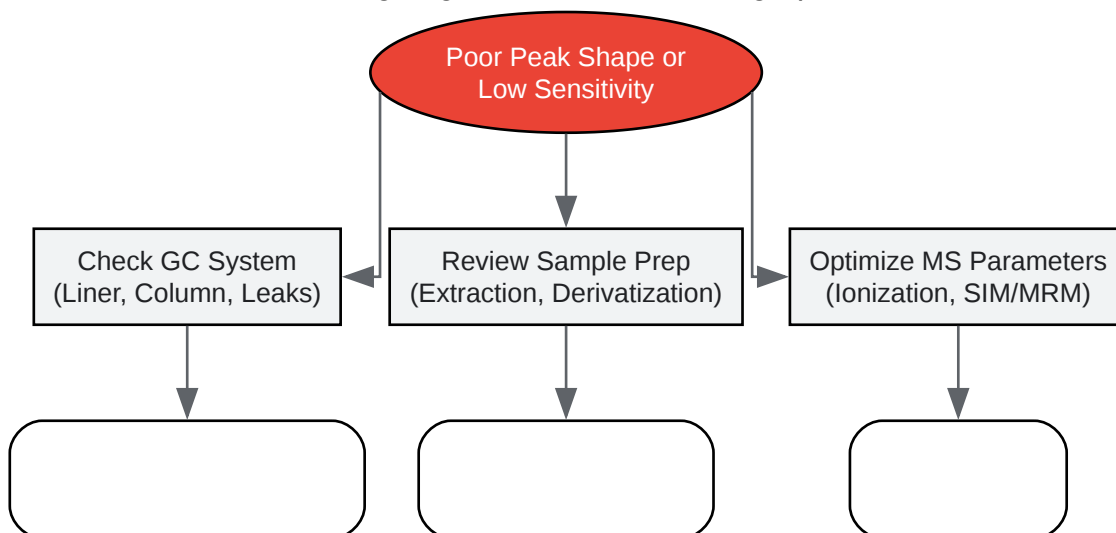 Poor Peak Shape or
Low Sensitivity
Check GC System
(Liner, Column, Leaks)
Review Sample Prep
(Extraction, Derivatization)
Optimize MS Parameters
(Ionization, SIM/MRM)